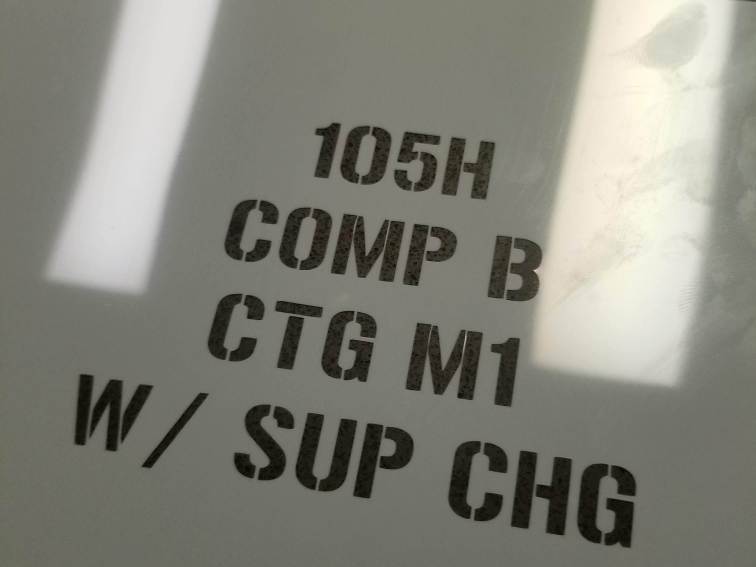 105H
COMP B
CTG M1
W/ SUP CHG